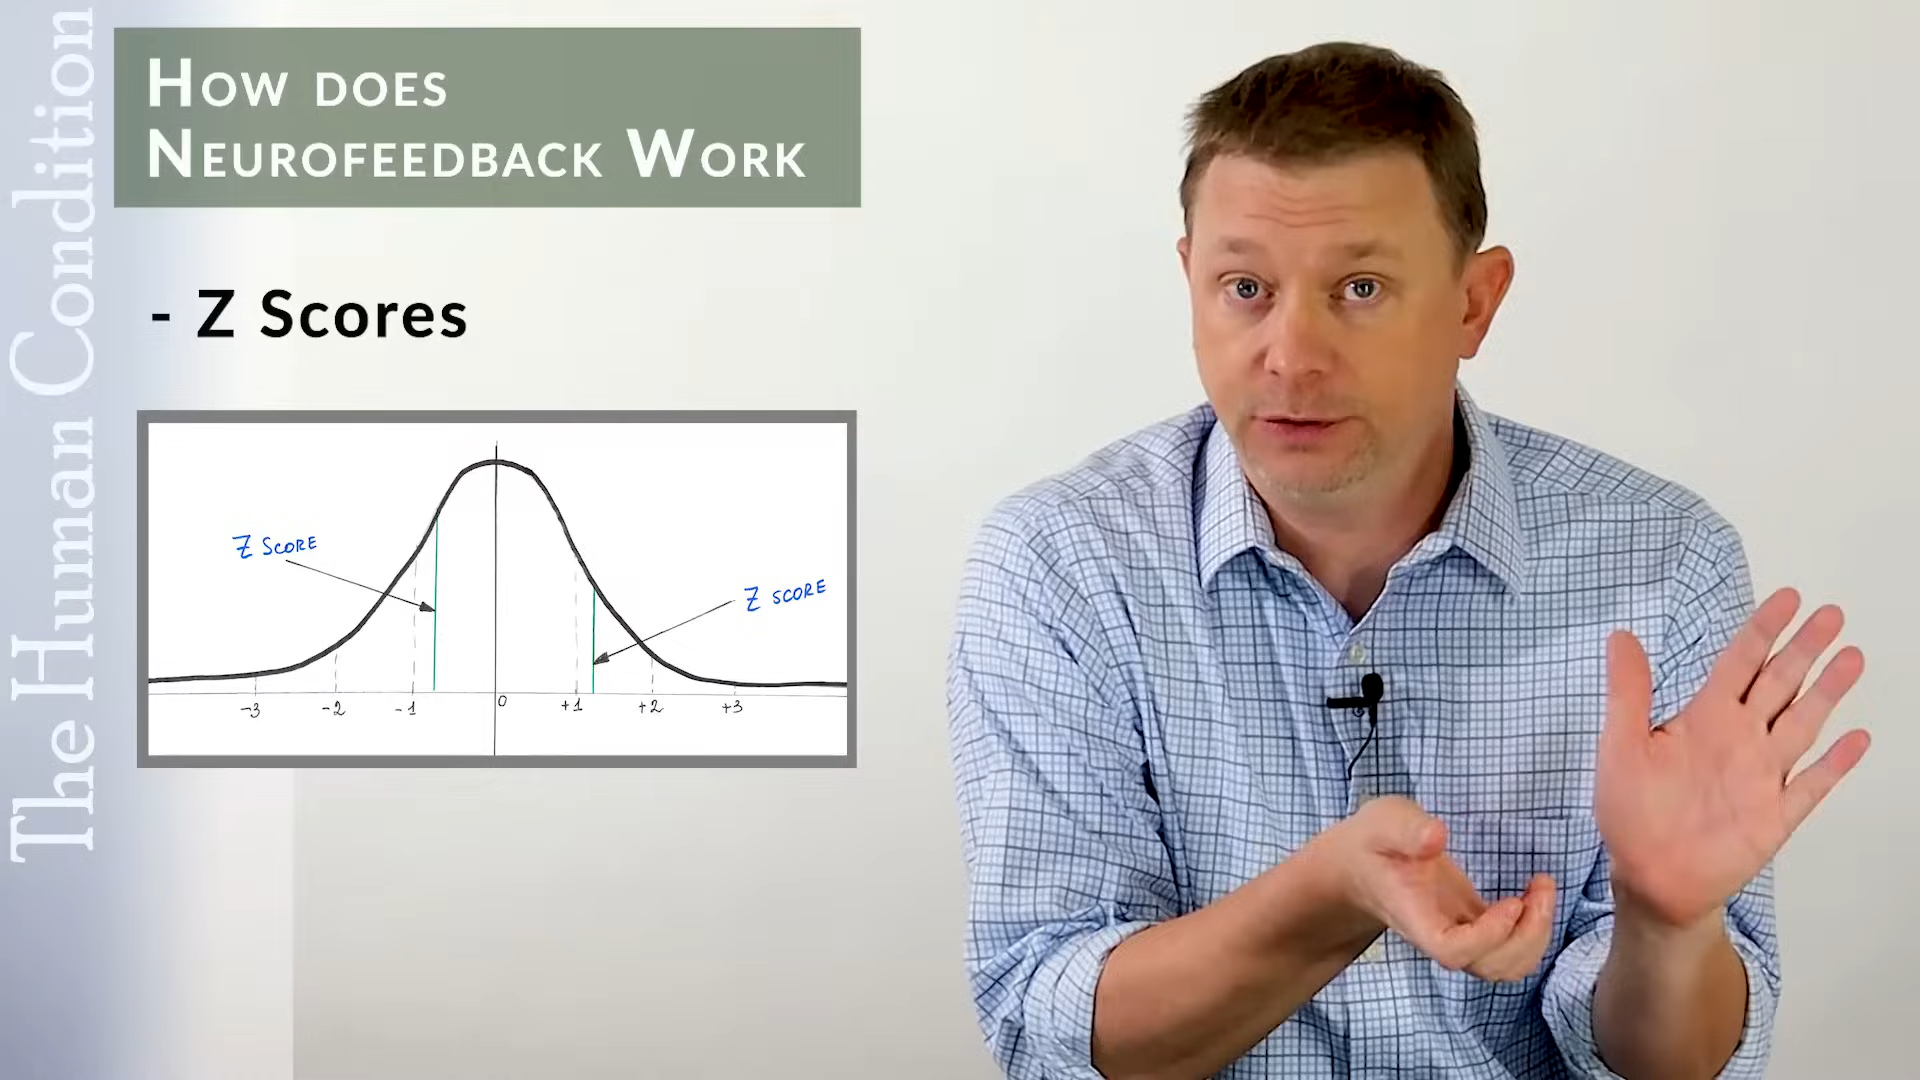 The Human Condition
How does
Neurofeedback Work
- Z Scores
Z SCORE
Z SCORE
-3 -2 -1 0 +1 +2 +3